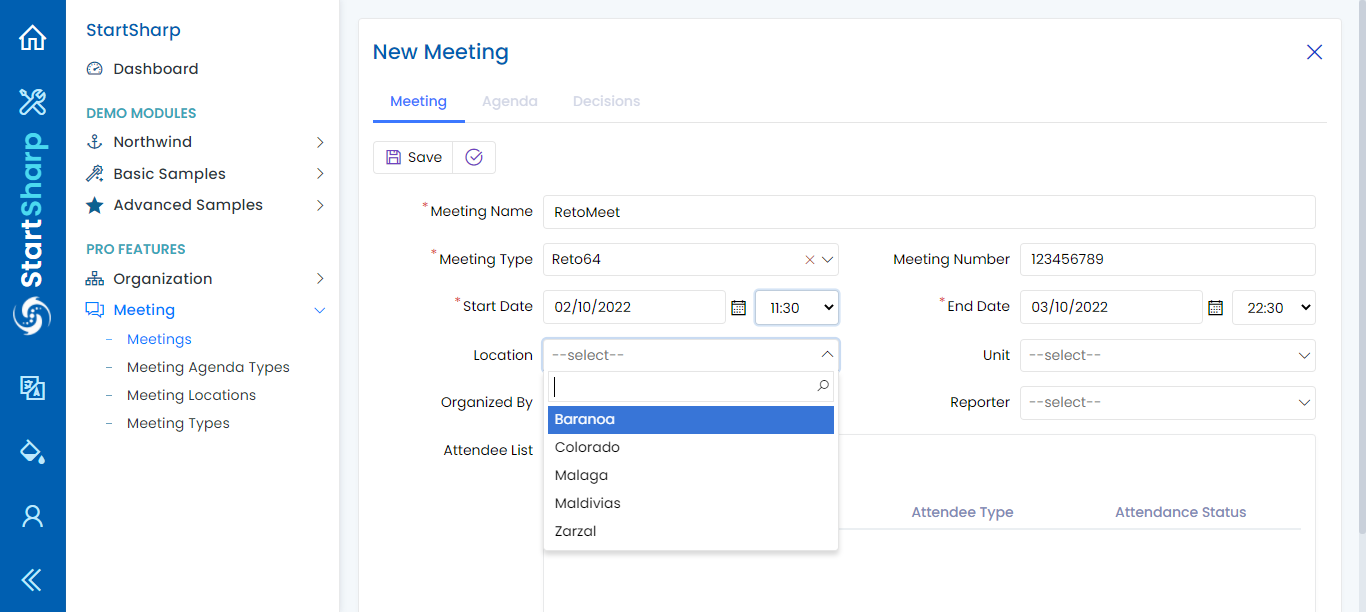 StartSharp
StartSharp
Dashboard
DEMO MODULES
Northwind
Basic Samples
Advanced Samples
PRO FEATURES
Organization
Meeting
Meetings
Meeting Agenda Types
Meeting Locations
Meeting Types
New Meeting
Meeting Agenda Decisions
Save
*Meeting Name RetoMeet
*Meeting Type Reto64 Meeting Number 123456789
*Start Date 02/10/2022 11:30 *End Date 03/10/2022 22:30
Location --select-- Unit --select--
Organized By Reporter --select--
Baranoa
Attendee List
Colorado
Malaga
Maldivias
Zarzal
Attendee Type Attendance Status